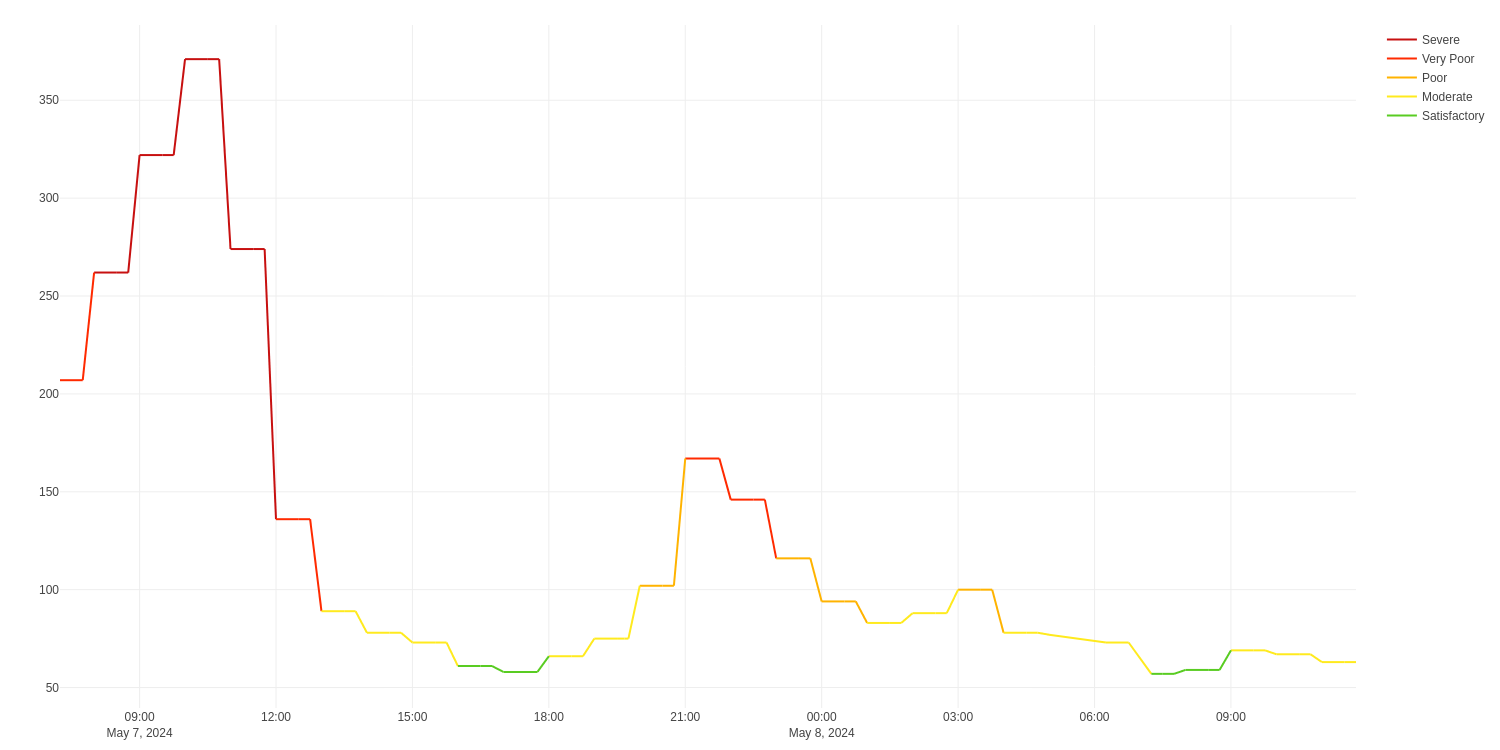 350
300
250
200
150
100
50
09:00
May 7, 2024
12:00
15:00
18:00
21:00
00:00
May 8, 2024
03:00
06:00
09:00
Severe
Very Poor
Poor
Moderate
Satisfactory